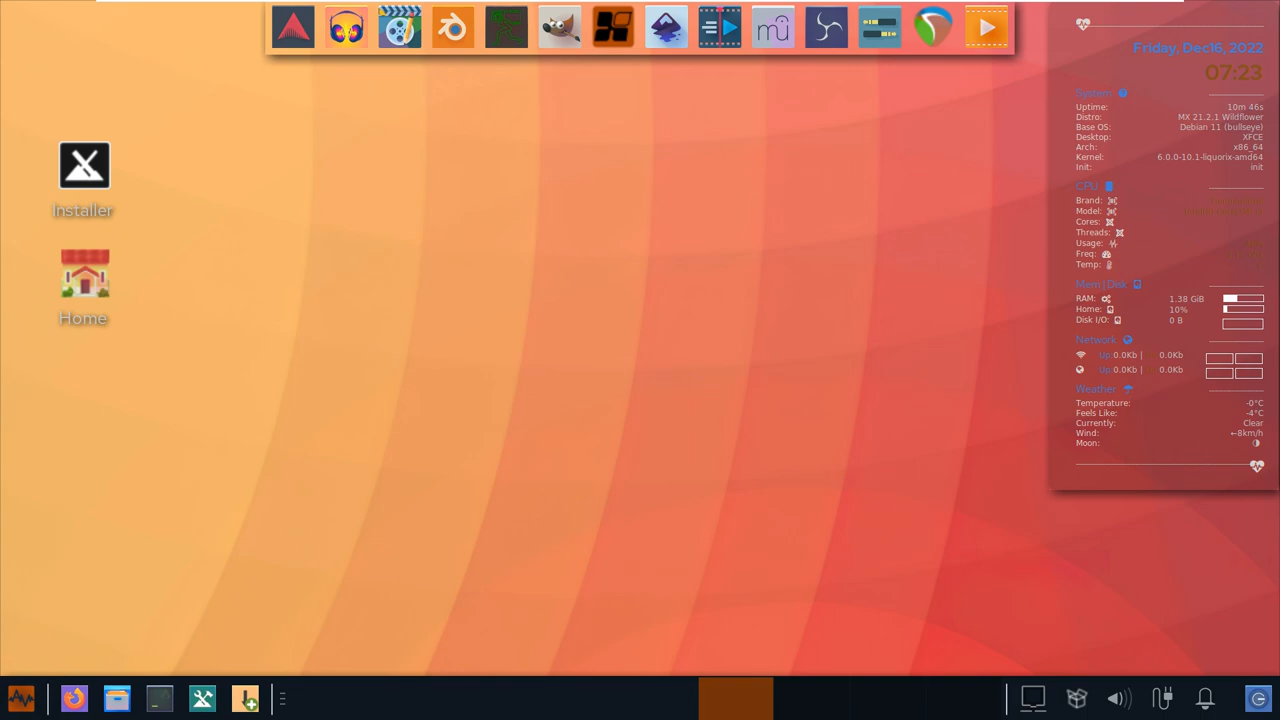 Installer
Home
Friday, Dec16, 2022
07:23
System
Uptime: 10m 46s
Distro: MX 21.2.1 Wildflower
Base OS: Debian 11 (bullseye)
Desktop: XFCE
Arch: x86_64
Kernel: 6.0.0-10.1-liquorix-amd64
Init: init
CPU
Brand:
Model:
Cores:
Threads:
Usage:
Freq:
Temp:
Mem|Disk
RAM: 1.38 GiB
Home: 10%
Disk I/O: 0 B
Network
Up:0.0Kb | 0.0Kb
Up:0.0Kb | 0.0Kb
Weather
Temperature: -0°C
Feels Like: -4°C
Currently: Clear
Wind: ←8km/h
Moon: